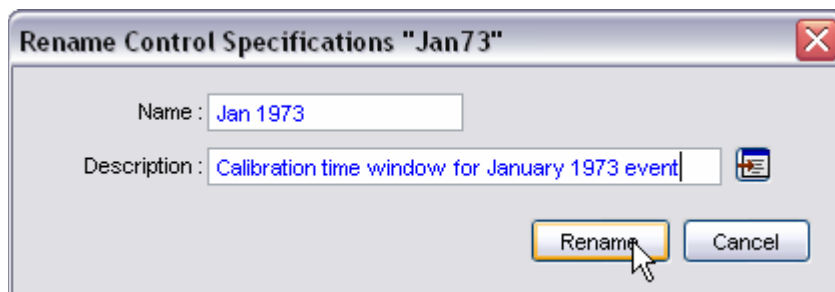 Rename Control Specifications "Jan73"
Name : Jan 1973
Description : Calibration time window for January 1973 event
Rename Cancel